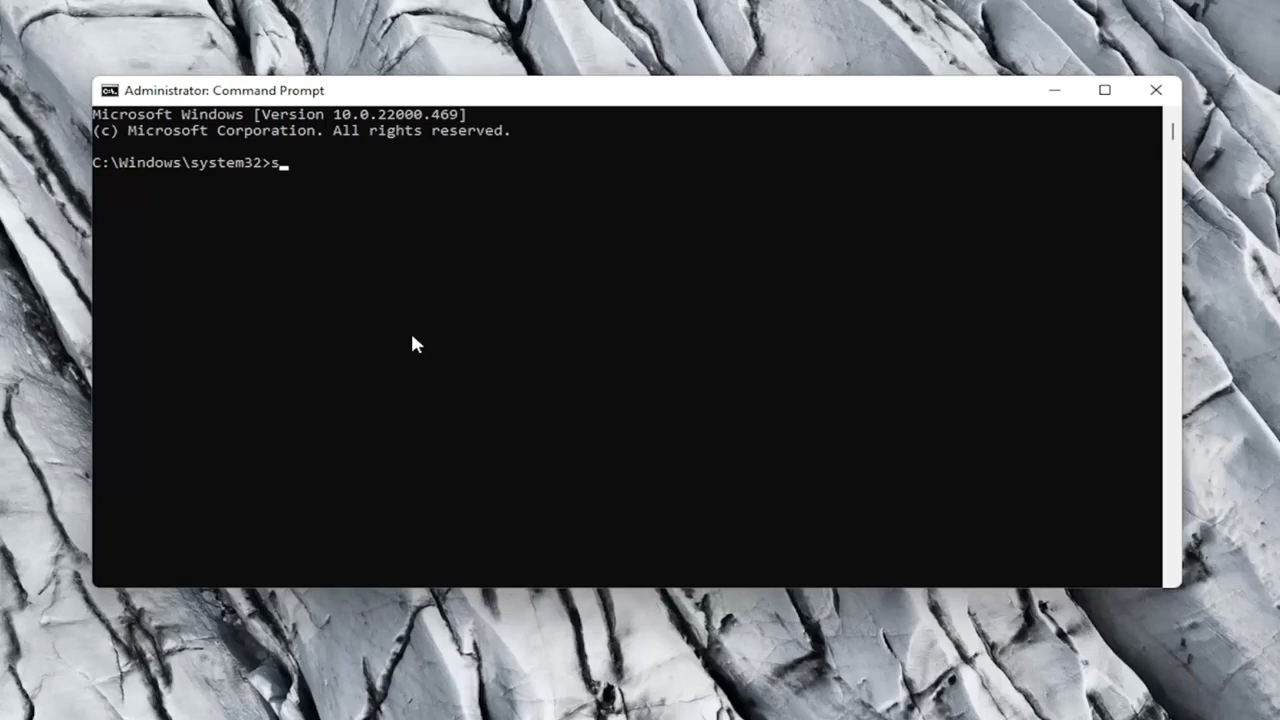 Administrator: Command Prompt
Microsoft Windows [Version 10.0.22000.469]
(c) Microsoft Corporation. All rights reserved.
C:\Windows\system32>s